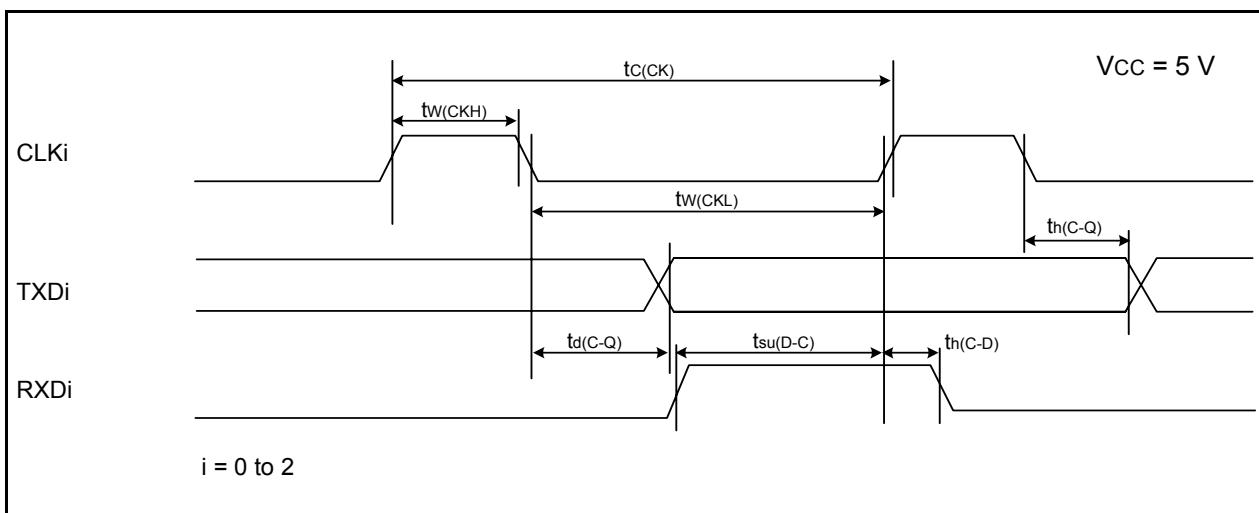 tC(CK)
VCC = 5 V
tW(CKH)
CLKi
tW(CKL)
th(C-Q)
TXDi
td(C-Q)
tsu(D-C)
th(C-D)
RXDi
i = 0 to 2